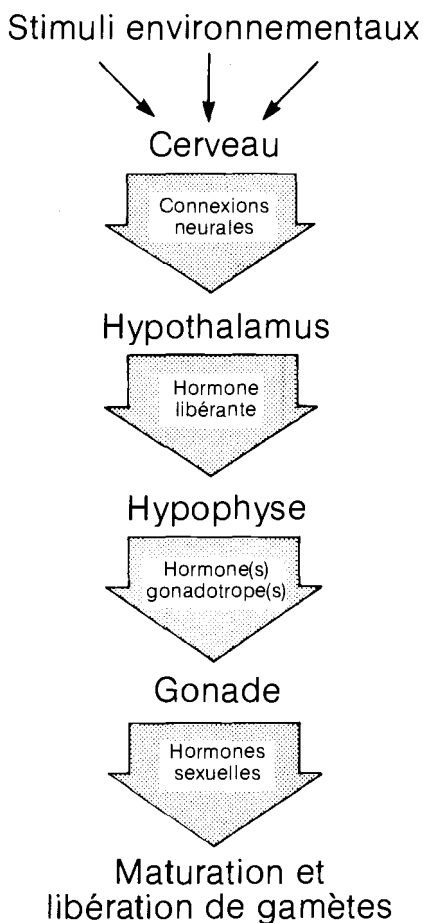 Stimuli environnementaux
Cerveau
Connexions
neurales
Hypothalamus
Hormone
libérante
Hypophyse
Hormone(s)
gonadotrope(s)
Gonade
Hormones
sexuelles
Maturation et
libération de gamètes